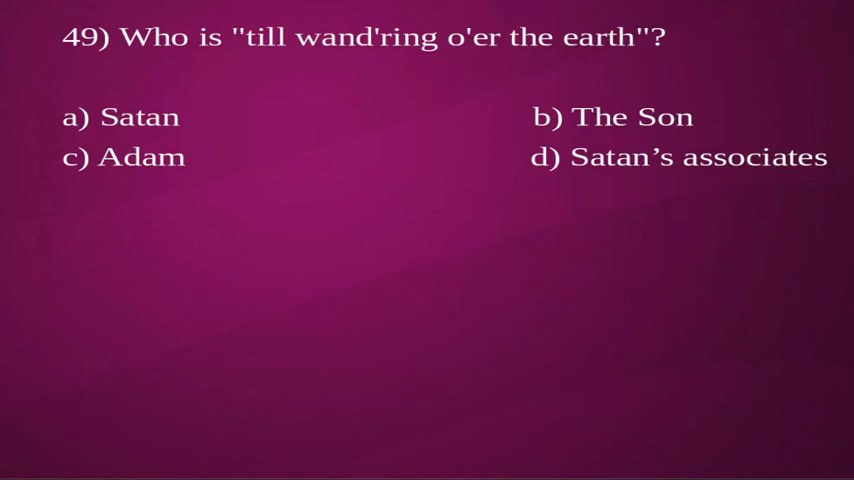 49) Who is "till wand'ring o'er the earth"?
a) Satan b) The Son
c) Adam d) Satan’s associates